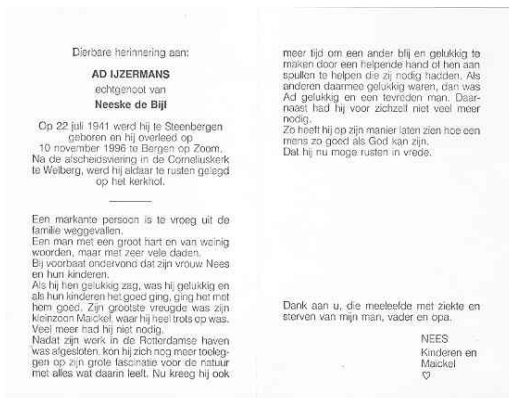 Dierbare herinnering aan:
AD IJZERMANS
echtgenoot van
Neeske de Bijl
Op 22 juli 1941 werd hij te Steenbergen
geboren en hij overleed op
10 november 1996 te Bergen op Zoom.
Na de afscheidsviering in de Corneliuskerk
te Welberg, werd hij aldaar te rusten gelegd
op het kerkhof.
Een markante persoon is te vroeg uit de
familie weggevallen.
Een man met een groot hart en van weinig
woorden, maar met zeer vele daden.
Bij voorbaat ondervond dat zijn vrouw Nees
en hun kinderen.
Als hij hen gelukkig zag, was hij gelukkig en
als hun kinderen het goed ging, ging het met
hem goed. Zijn grootste vreugde was zijn
kleinzoon Maickel, waar hij heel trots op was.
Veel meer had hij niet nodig.
Nadat zijn werk in de Rotterdamse haven
was afgesloten, kon hij zich nog meer toeleg-
gen op zijn grote fascinatie voor de natuur
met alles wat daarin leeft. Nu kreeg hij ook
meer tijd om een ander blij en gelukkig te
maken door een helpende hand of hen aan
spullen te helpen die zij nodig hadden. Als
anderen daarmee gelukkig waren, dan was
Ad gelukkig en een tevreden man. Daar-
naast had hij voor zichzelf niet veel meer
nodig.
Zo heeft hij op zijn manier laten zien hoe een
mens zo goed als God kan zijn.
Dat hij nu moge rusten in vrede.
Dank aan u, die meeleefde met ziekte en
sterven van mijn man, vader en opa.
NEES
Kinderen en
Maickel
♡